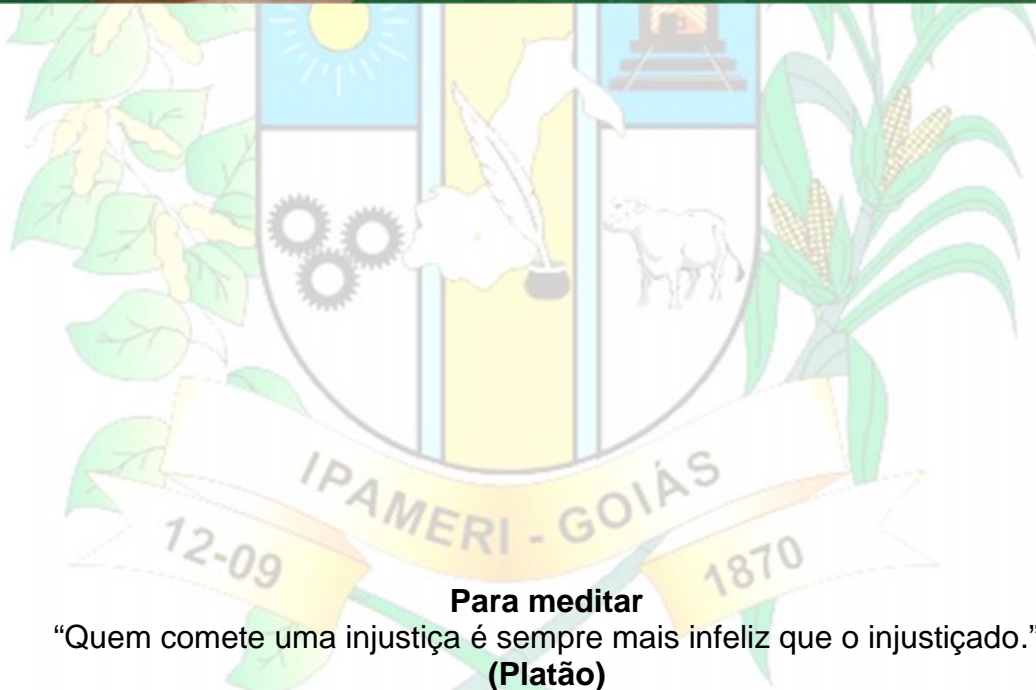 IPAMERI - GOIÁS
12-09
1870
Para meditar
“Quem comete uma injustiça é sempre mais infeliz que o injustiçado.”
(Platão)